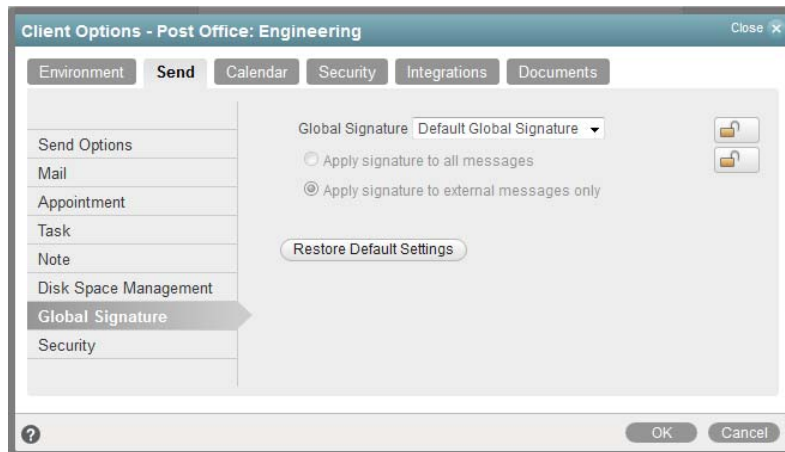 Client Options - Post Office: Engineering
Close x
Environment Send Calendar Security Integrations Documents
Global Signature Default Global Signature
Send Options
Apply signature to all messages
Mail
Apply signature to external messages only
Appointment
Task
Restore Default Settings
Note
Disk Space Management
Global Signature
Security
? OK Cancel